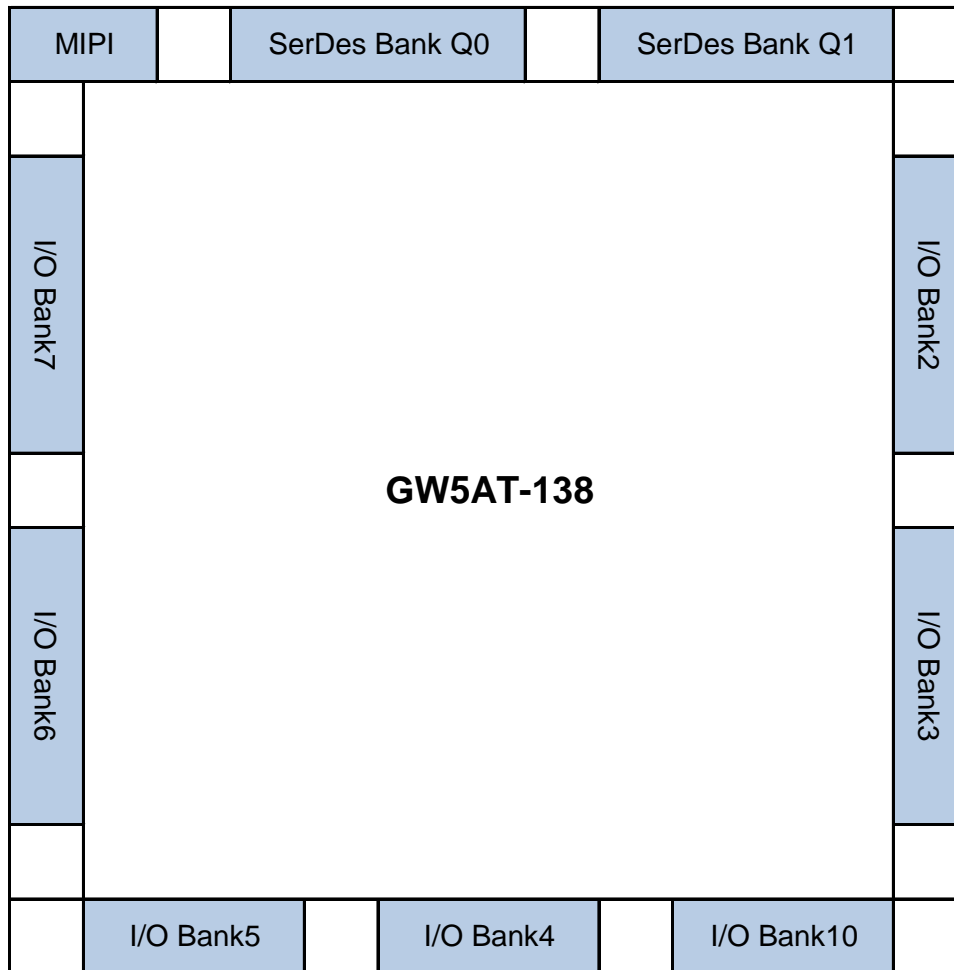 MIPI
SerDes Bank Q0
SerDes Bank Q1
I/O Bank7
I/O Bank2
GW5AT-138
I/O Bank6
I/O Bank3
I/O Bank5
I/O Bank4
I/O Bank10